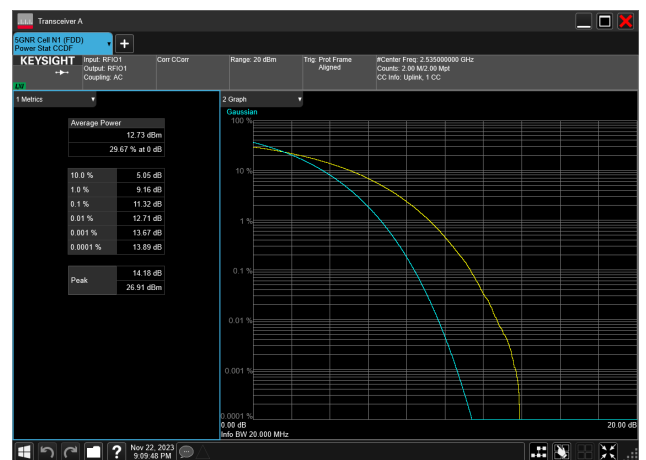 Transceiver A
5GNR Cell N1 (FDD)
Power Stat CCDF
KEYSIGHT
Input: RFIO1
Output: RFIO1
Coupling: AC
Corr CCorr
Range: 20 dBm
Trig: Prot Frame
Aligned
#Center Freq: 2.535000000 GHz
Counts: 2.00 M/2.00 Mpt
CC Info: Uplink, 1 CC
LV
1 Metrics
Average Power
12.73 dBm
29.67 % at 0 dB
10.0 % 5.05 dB
1.0 % 9.16 dB
0.1 % 11.32 dB
0.01 % 12.71 dB
0.001 % 13.67 dB
0.0001 % 13.89 dB
Peak
14.18 dB
26.91 dBm
2 Graph
Gaussian
100 %
10 %
1 %
0.1 %
0.01 %
0.001 %
0.0001 %
0.00 dB
20.00 dB
Info BW 20.000 MHz
Nov 22, 2023
9:09:48 PM